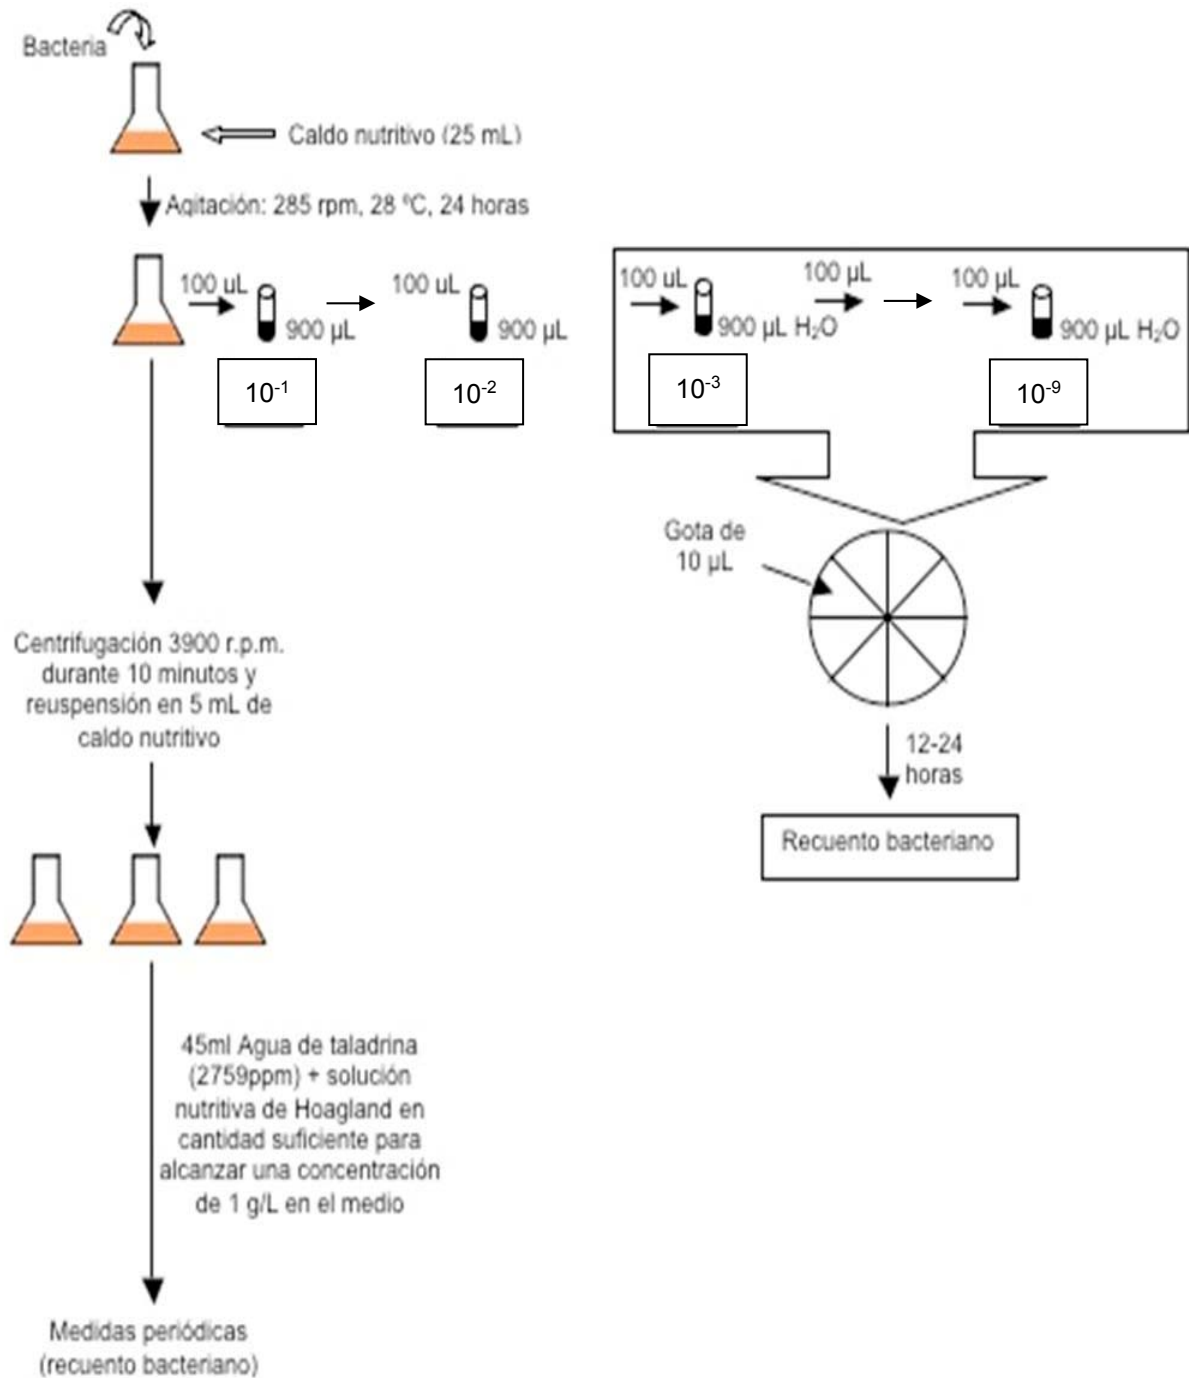 Bacteria
Caldo nutritivo (25 mL)
Agitación: 285 rpm, 28 ºC, 24 horas
100 uL
900 µL
10-1
100 uL
900 µL
10-2
100 uL
900 µL H₂O
10-3
100 µL
100 µL
900 µL H₂O
10-9
Gota de
10 µL
12-24
horas
Recuento bacteriano
Centrifugación 3900 r.p.m.
durante 10 minutos y
reuspensión en 5 mL de
caldo nutritivo
45ml Agua de taladrina
(2759ppm) + solución
nutritiva de Hoagland en
cantidad suficiente para
alcanzar una concentración
de 1 g/L en el medio
Medidas periódicas
(recuento bacteriano)